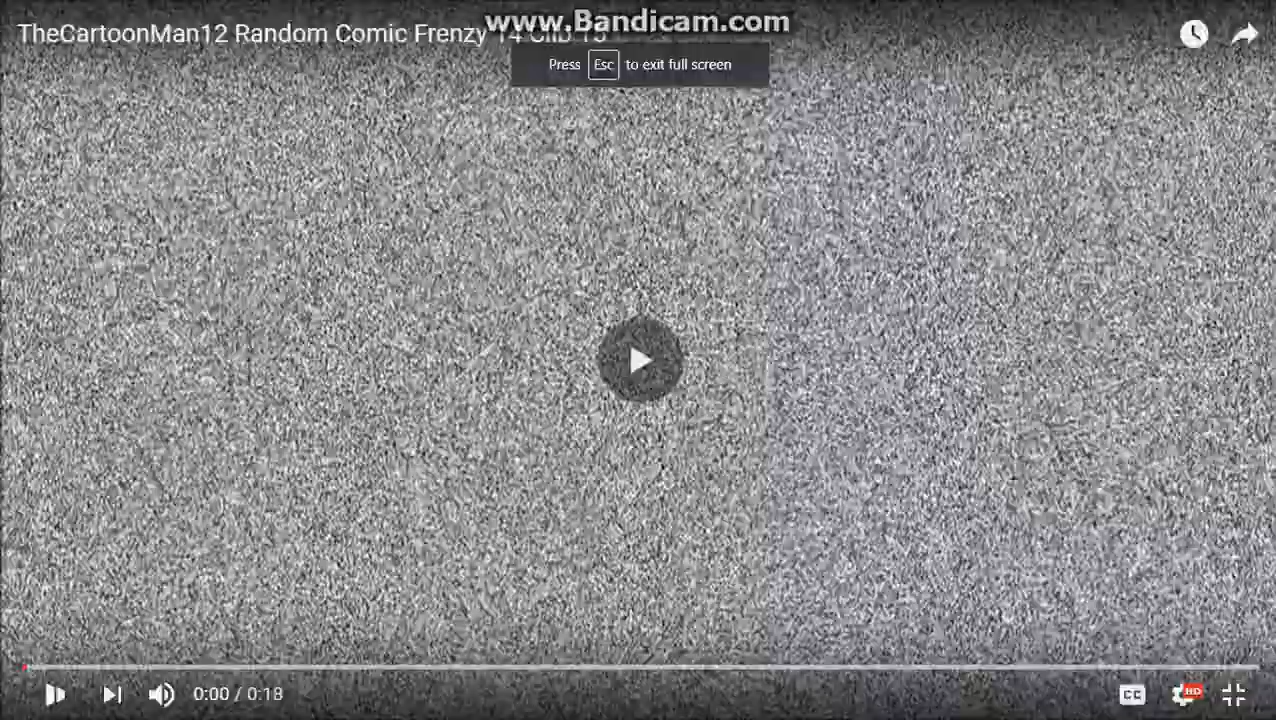 www.Bandicam.com
TheCartoonMan12 Random Comic Frenzy 14
Press Esc to exit full screen
0:00 / 0:18
CC
HD